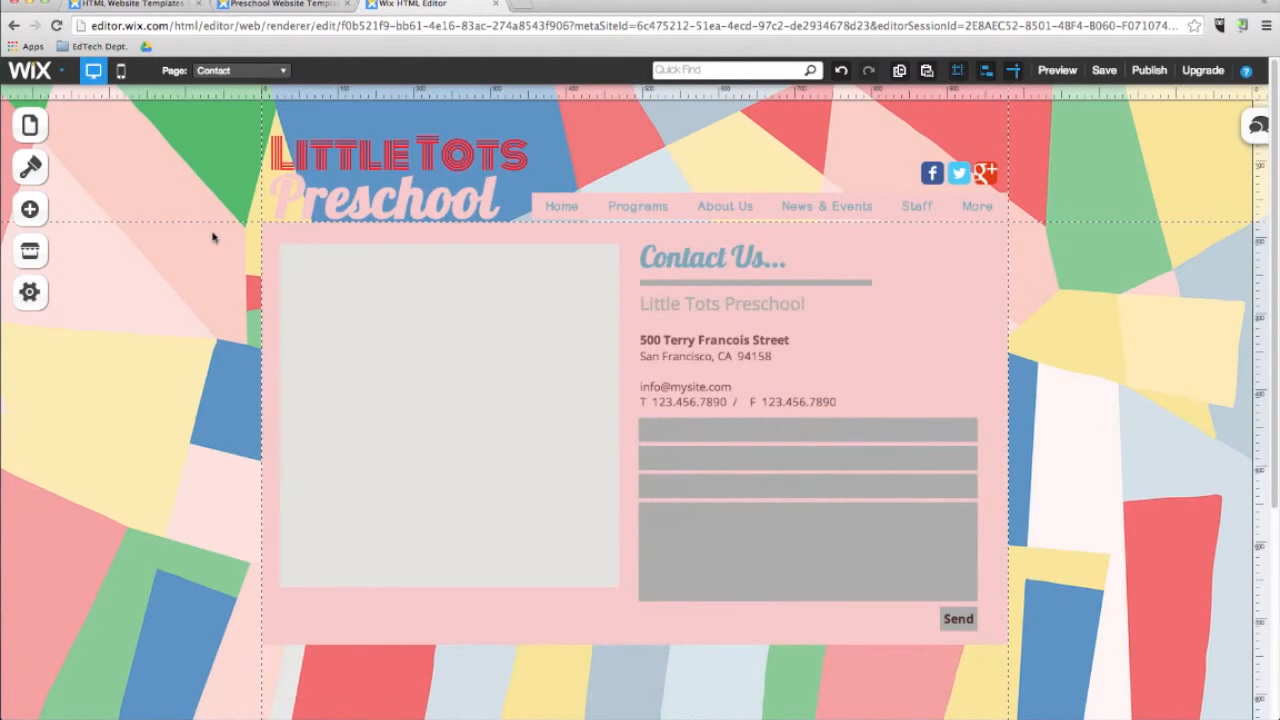 HTML Website Templates
Preschool Website Templa
Wix HTML Editor
editor.wix.com/html/editor/web/renderer/edit/f0b521f9-bb61-4e16-83ac-274a8543f906?metaSiteId=6c475212-51ea-4ecd-97c2-de2934678d23&editorSessionId=2E8AEC52-8501-4BF4-B060-F071074...
Apps EdTech Dept.
WiX Page: Contact Quick Find Preview Save Publish Upgrade ?
LITTLE TOTS
Preschool
Home Programs About Us News & Events Staff More
Contact Us...
Little Tots Preschool
500 Terry Francois Street
San Francisco, CA 94158
info@mysite.com
T 123.456.7890 / F 123.456.7890
Send